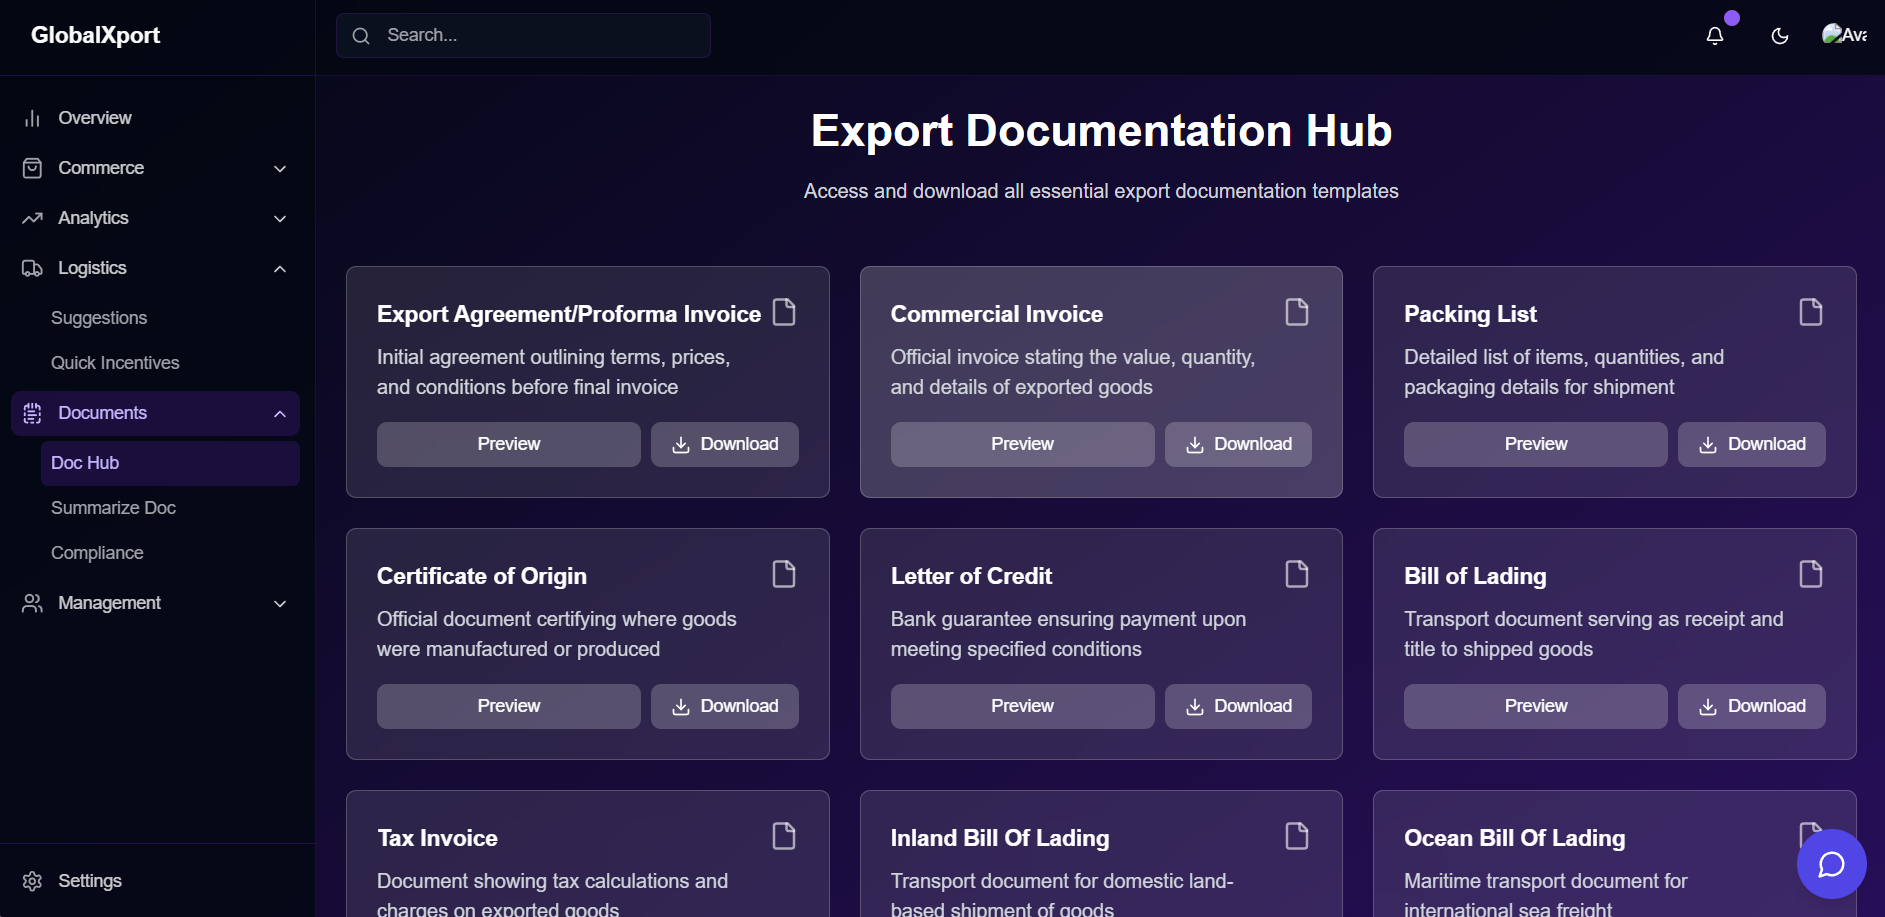 GlobalXport
Search...
Ava
Overview
Commerce
Analytics
Logistics
Suggestions
Quick Incentives
Documents
Doc Hub
Summarize Doc
Compliance
Management
Settings
Export Documentation Hub
Access and download all essential export documentation templates
Export Agreement/Proforma Invoice
Initial agreement outlining terms, prices,
and conditions before final invoice
Preview
Download
Commercial Invoice
Official invoice stating the value, quantity,
and details of exported goods
Preview
Download
Packing List
Detailed list of items, quantities, and
packaging details for shipment
Preview
Download
Certificate of Origin
Official document certifying where goods
were manufactured or produced
Preview
Download
Letter of Credit
Bank guarantee ensuring payment upon
meeting specified conditions
Preview
Download
Bill of Lading
Transport document serving as receipt and
title to shipped goods
Preview
Download
Tax Invoice
Document showing tax calculations and
charges on exported goods
Inland Bill Of Lading
Transport document for domestic land-
based shipment of goods
Ocean Bill Of Lading
Maritime transport document for
international sea freight